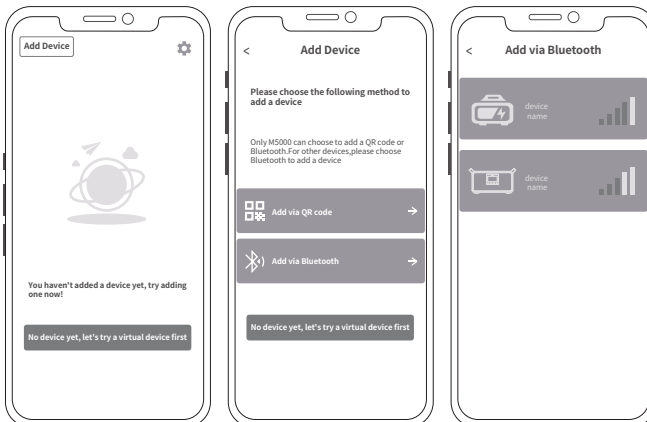 Add Device
You haven't added a device yet, try adding
one now!
No device yet, let's try a virtual device first
<
Add Device
Please choose the following method to
add a device
Only M5000 can choose to add a QR code or
Bluetooth.For other devices,please choose
Bluetooth to add a device
Add via QR code
Add via Bluetooth
No device yet, let's try a virtual device first
<
Add via Bluetooth
device
name
device
name